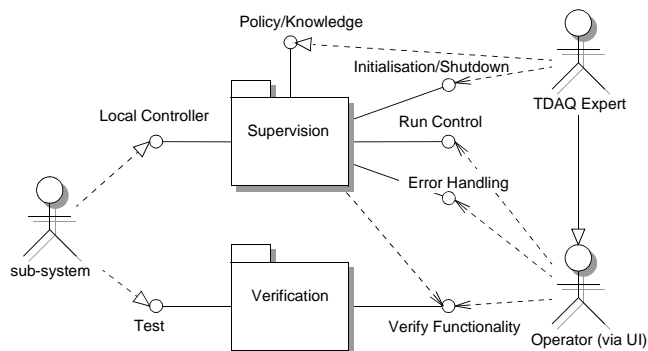 Policy/Knowledge
Initialisation/Shutdown
TDAQ Expert
Local Controller
Supervision
Run Control
Error Handling
sub-system
Verification
Test
Verify Functionality
Operator (via UI)